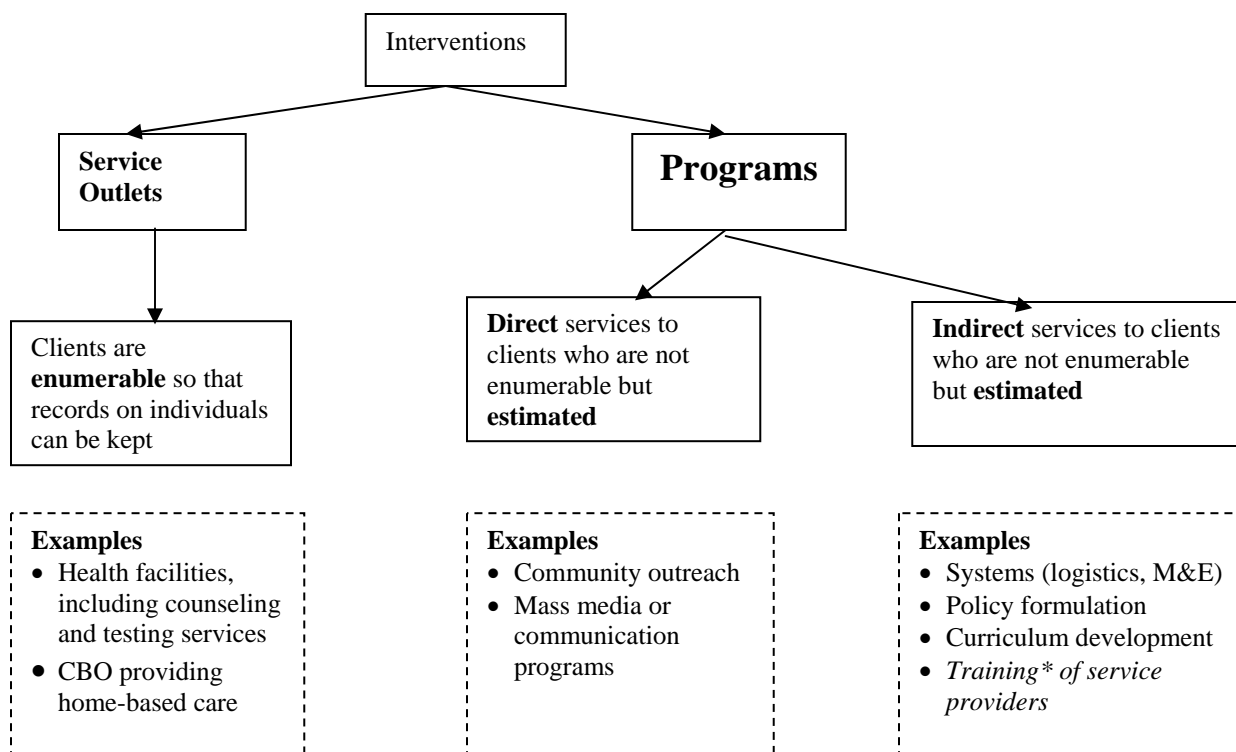 Interventions
Service
Outlets
Programs
Clients are
enumerable so that
records on individuals
can be kept
Direct services to
clients who are not
enumerable but
estimated
Indirect services to clients
who are not enumerable
but estimated
Examples
• Health facilities,
including counseling
and testing services
• CBO providing
home-based care
Examples
• Community outreach
• Mass media or
communication
programs
Examples
• Systems (logistics, M&E)
• Policy formulation
• Curriculum development
• Training* of service
providers